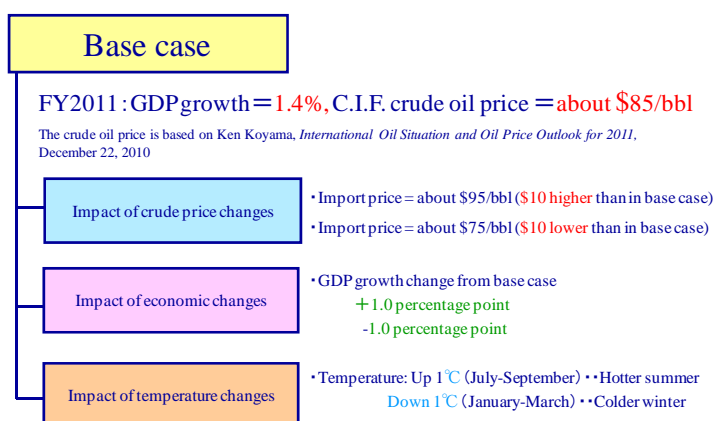 Base case
FY2011：GDP growth＝1.4%, C.I.F. crude oil price ＝about $85/bbl
The crude oil price is based on Ken Koyama, International Oil Situation and Oil Price Outlook for 2011,
December 22, 2010
Impact of crude price changes
・Import price = about $95/bbl ($10 higher than in base case)
・Import price = about $75/bbl ($10 lower than in base case)
Impact of economic changes
・GDP growth change from base case
＋1.0 percentage point
-1.0 percentage point
Impact of temperature changes
・Temperature: Up 1℃（July-September）・・Hotter summer
Down 1℃（January-March）・・Colder winter